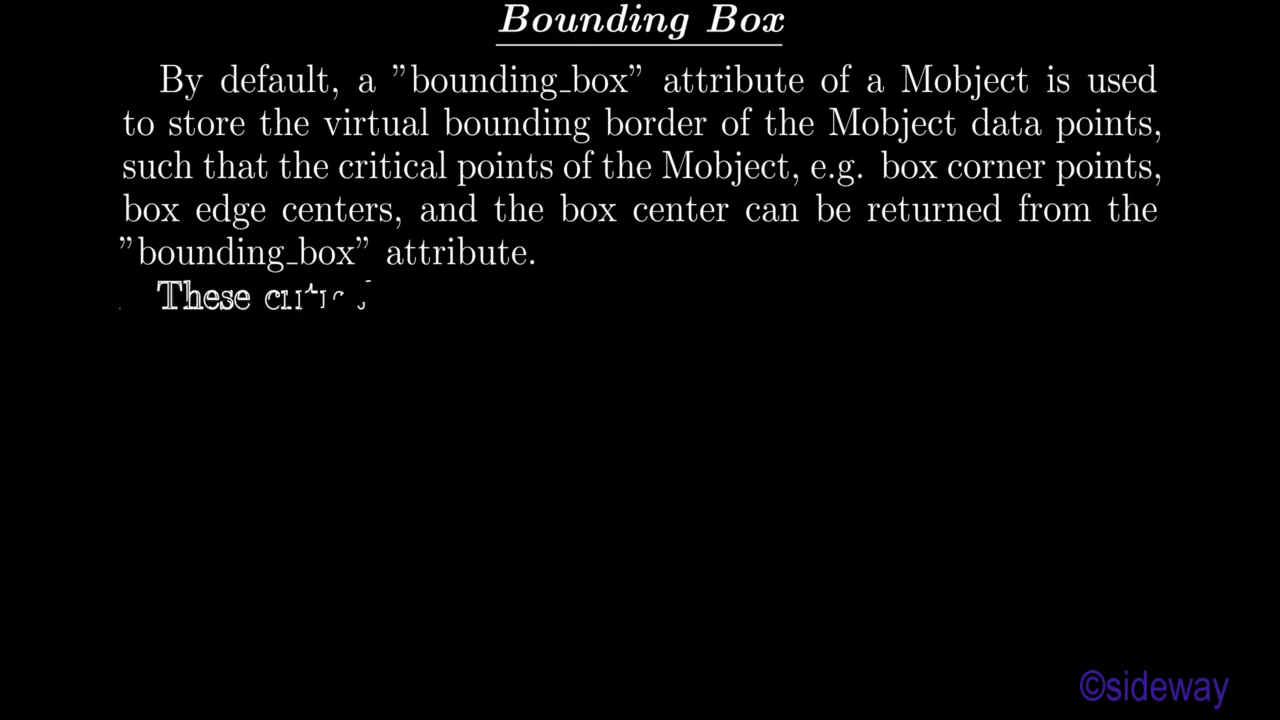 Bounding Box
By default, a ”bounding_box” attribute of a Mobject is used
to store the virtual bounding border of the Mobject data points,
such that the critical points of the Mobject, e.g. box corner points,
box edge centers, and the box center can be returned from the
”bounding_box” attribute.
These
©sideway